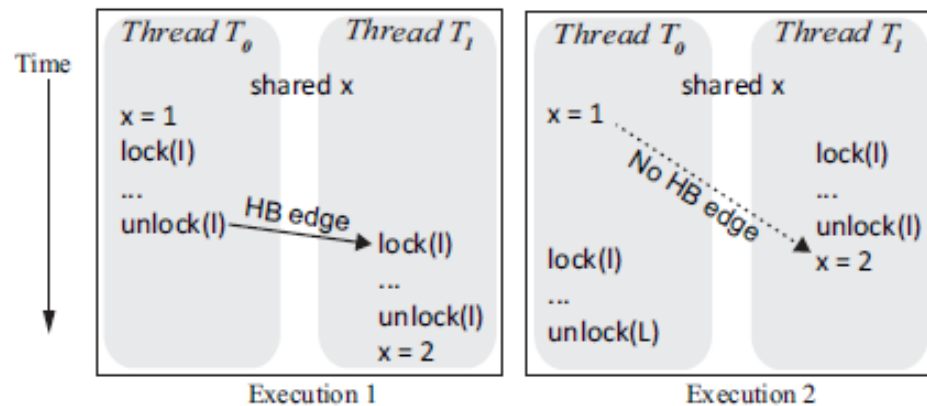 Time
Thread T0
Thread T1
shared x
x = 1
lock(l)
...
unlock(l)
HB edge
lock(l)
...
unlock(l)
x = 2
Execution 1
Thread T0
Thread T1
shared x
x = 1
No HB edge
lock(l)
...
unlock(l)
x = 2
lock(l)
...
unlock(L)
Execution 2